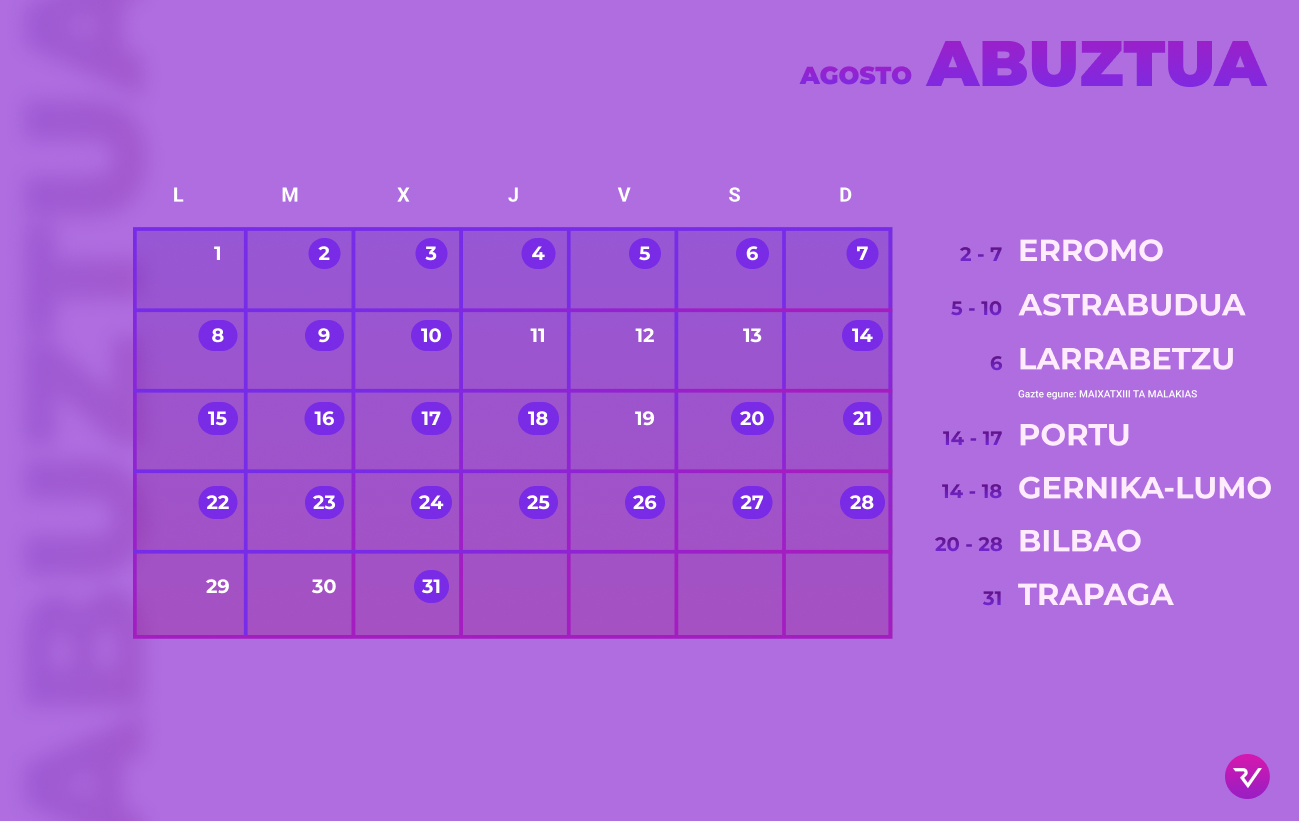 AGOSTO ABUZTUA
ABUZTUA
L M X J V S D
1 2 3 4 5 6 7
8 9 10 11 12 13 14
15 16 17 18 19 20 21
22 23 24 25 26 27 28
29 30 31
2 - 7 ERROMO
5 - 10 ASTRABUDUA
6 LARRABETZU
Gazte egune: MAIXATXIII TA MALAKIAS
14 - 17 PORTU
14 - 18 GERNIKA-LUMO
20 - 28 BILBAO
31 TRAPAGA
RV